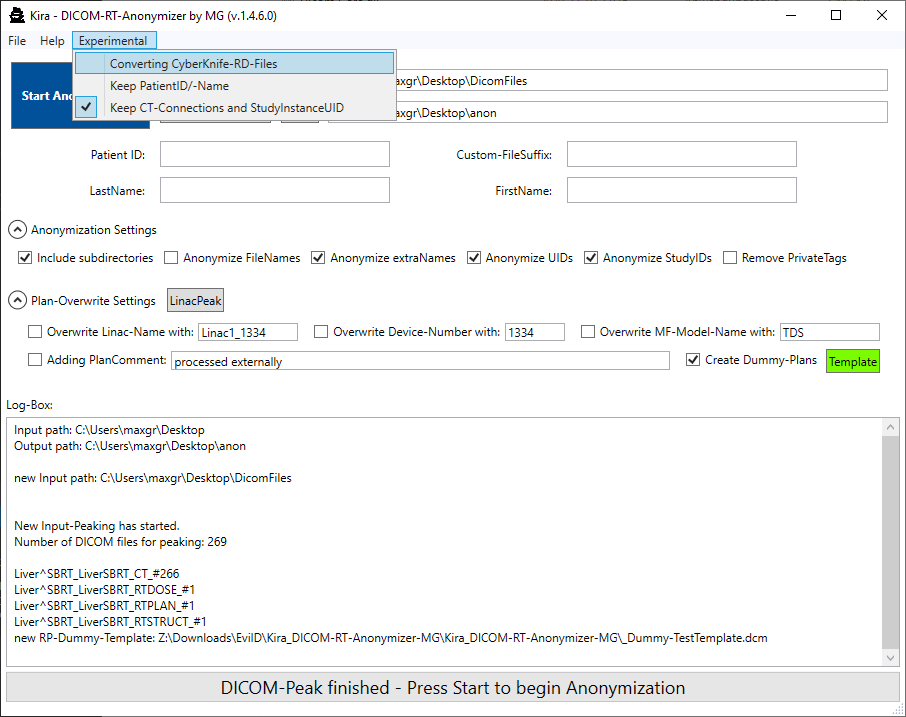 Kira - DICOM-RT-Anonymizer by MG (v.1.4.6.0)
File Help Experimental
Converting CyberKnife-RD-Files
Keep PatientID/-Name
Keep CT-Connections and StudyInstanceUID
Start
\Desktop\DicomFiles
\Desktop\anon
Patient ID: Custom-FileSuffix:
LastName: FirstName:
Anonymization Settings
Include subdirectories Anonymize FileNames Anonymize extraNames Anonymize UIDs Anonymize StudyIDs Remove PrivateTags
Plan-Overwrite Settings LinacPeak
Overwrite Linac-Name with: Linac1_1334 Overwrite Device-Number with: 1334 Overwrite MF-Model-Name with: TDS
Adding PlanComment: processed externally Create Dummy-Plans Template
Log-Box:
Input path: C:\Users\maxgr\Desktop
Output path: C:\Users\maxgr\Desktop\anon
new Input path: C:\Users\maxgr\Desktop\DicomFiles
New Input-Peaking has started.
Number of DICOM files for peaking: 269
Liver^SBRT_LiverSBRT_CT_#266
Liver^SBRT_LiverSBRT_RTDOSE_#1
Liver^SBRT_LiverSBRT_RTPLAN_#1
Liver^SBRT_LiverSBRT_RTSTRUCT_#1
new RP-Dummy-Template: Z:\Downloads\EvilD\Kira_DICOM-RT-Anonymizer-MG\Kira_DICOM-RT-Anonymizer-MG\_Dummy-TestTemplate.dcm
DICOM-Peak finished - Press Start to begin Anonymization